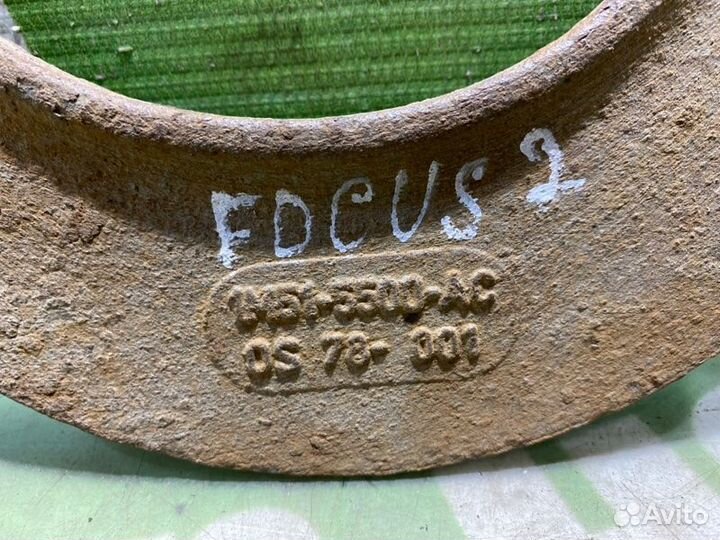 FOCUS 2
1M51-5500-AC
OS 78- 001
Avito